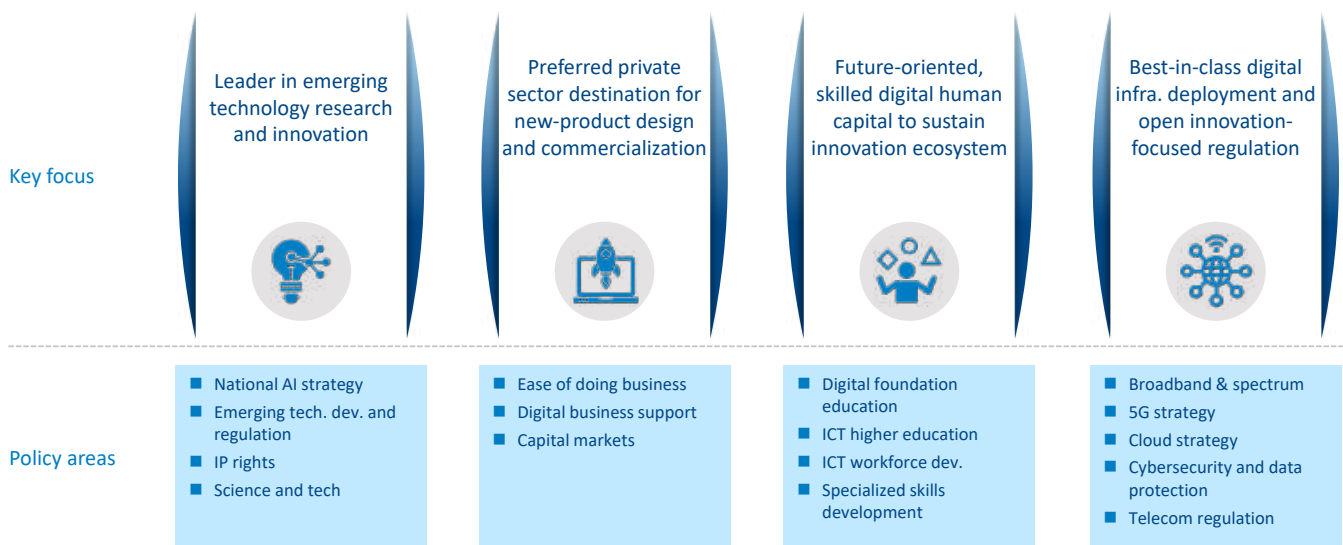 Key focus
Leader in emerging
technology research
and innovation
Preferred private
sector destination for
new-product design
and commercialization
Future-oriented,
skilled digital human
capital to sustain
innovation ecosystem
Best-in-class digital
infra. deployment and
open innovation-
focused regulation
Policy areas
■ National AI strategy
■ Emerging tech. dev. and
regulation
■ IP rights
■ Science and tech
■ Ease of doing business
■ Digital business support
■ Capital markets
■ Digital foundation
education
■ ICT higher education
■ ICT workforce dev.
■ Specialized skills
development
■ Broadband & spectrum
■ 5G strategy
■ Cloud strategy
■ Cybersecurity and data
protection
■ Telecom regulation